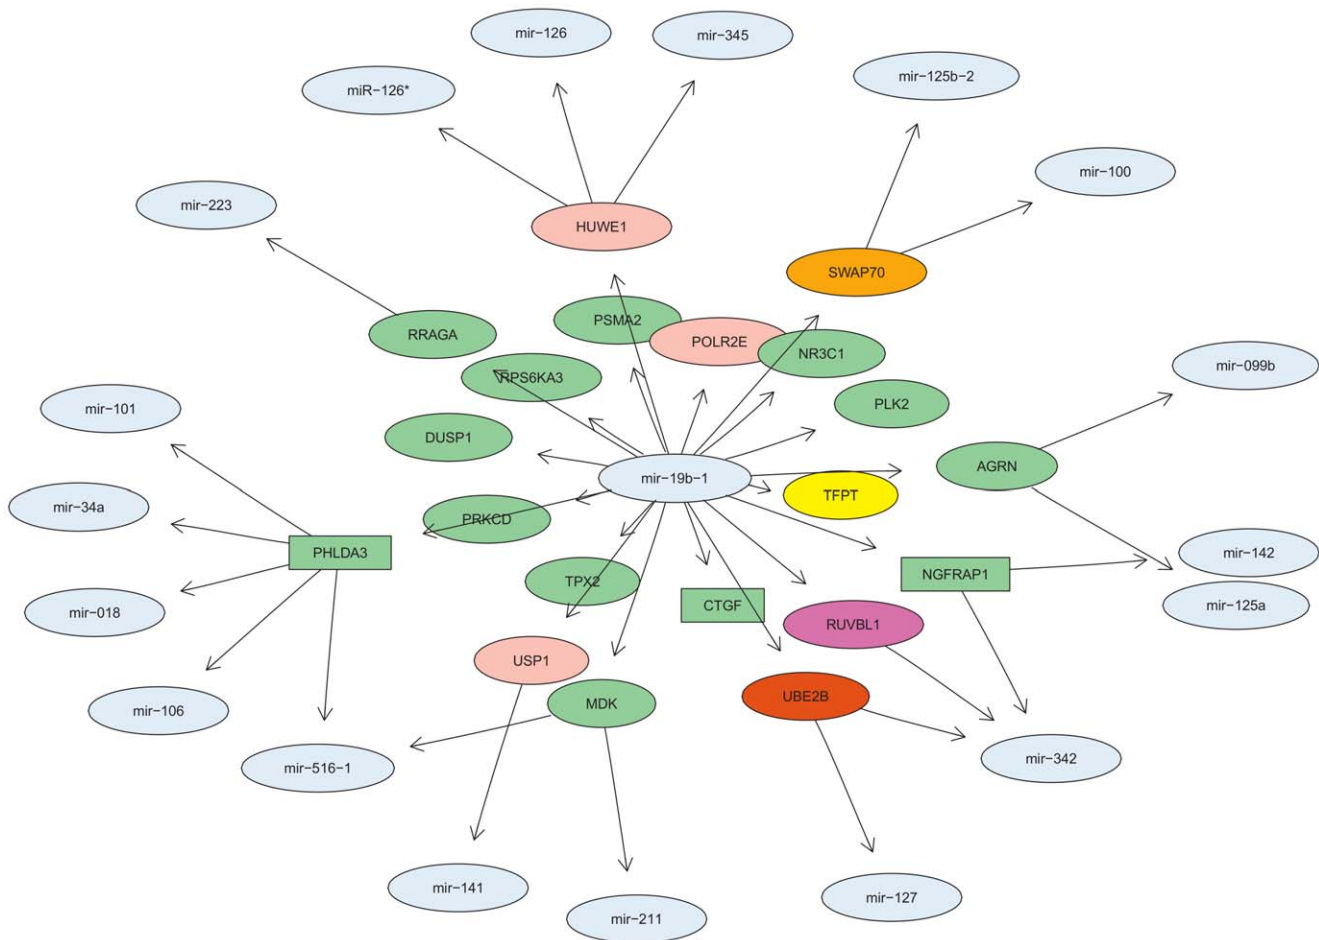 mir−126
mir−345
mir−125b−2
miR−126*
mir−100
mir−223
HUWE1
SWAP70
PSMA2
RRAGA
POLR2E
NR3C1
mir−099b
RPS6KA3
PLK2
mir−101
DUSP1
AGRN
mir−19b−1
TFPT
mir−34a
PRKCD
PHLDA3
mir−142
NGFRAP1
TPX2
mir−018
CTGF
mir−125a
RUVBL1
USP1
UBE2B
MDK
mir−106
mir−342
mir−516−1
mir−141
mir−127
mir−211